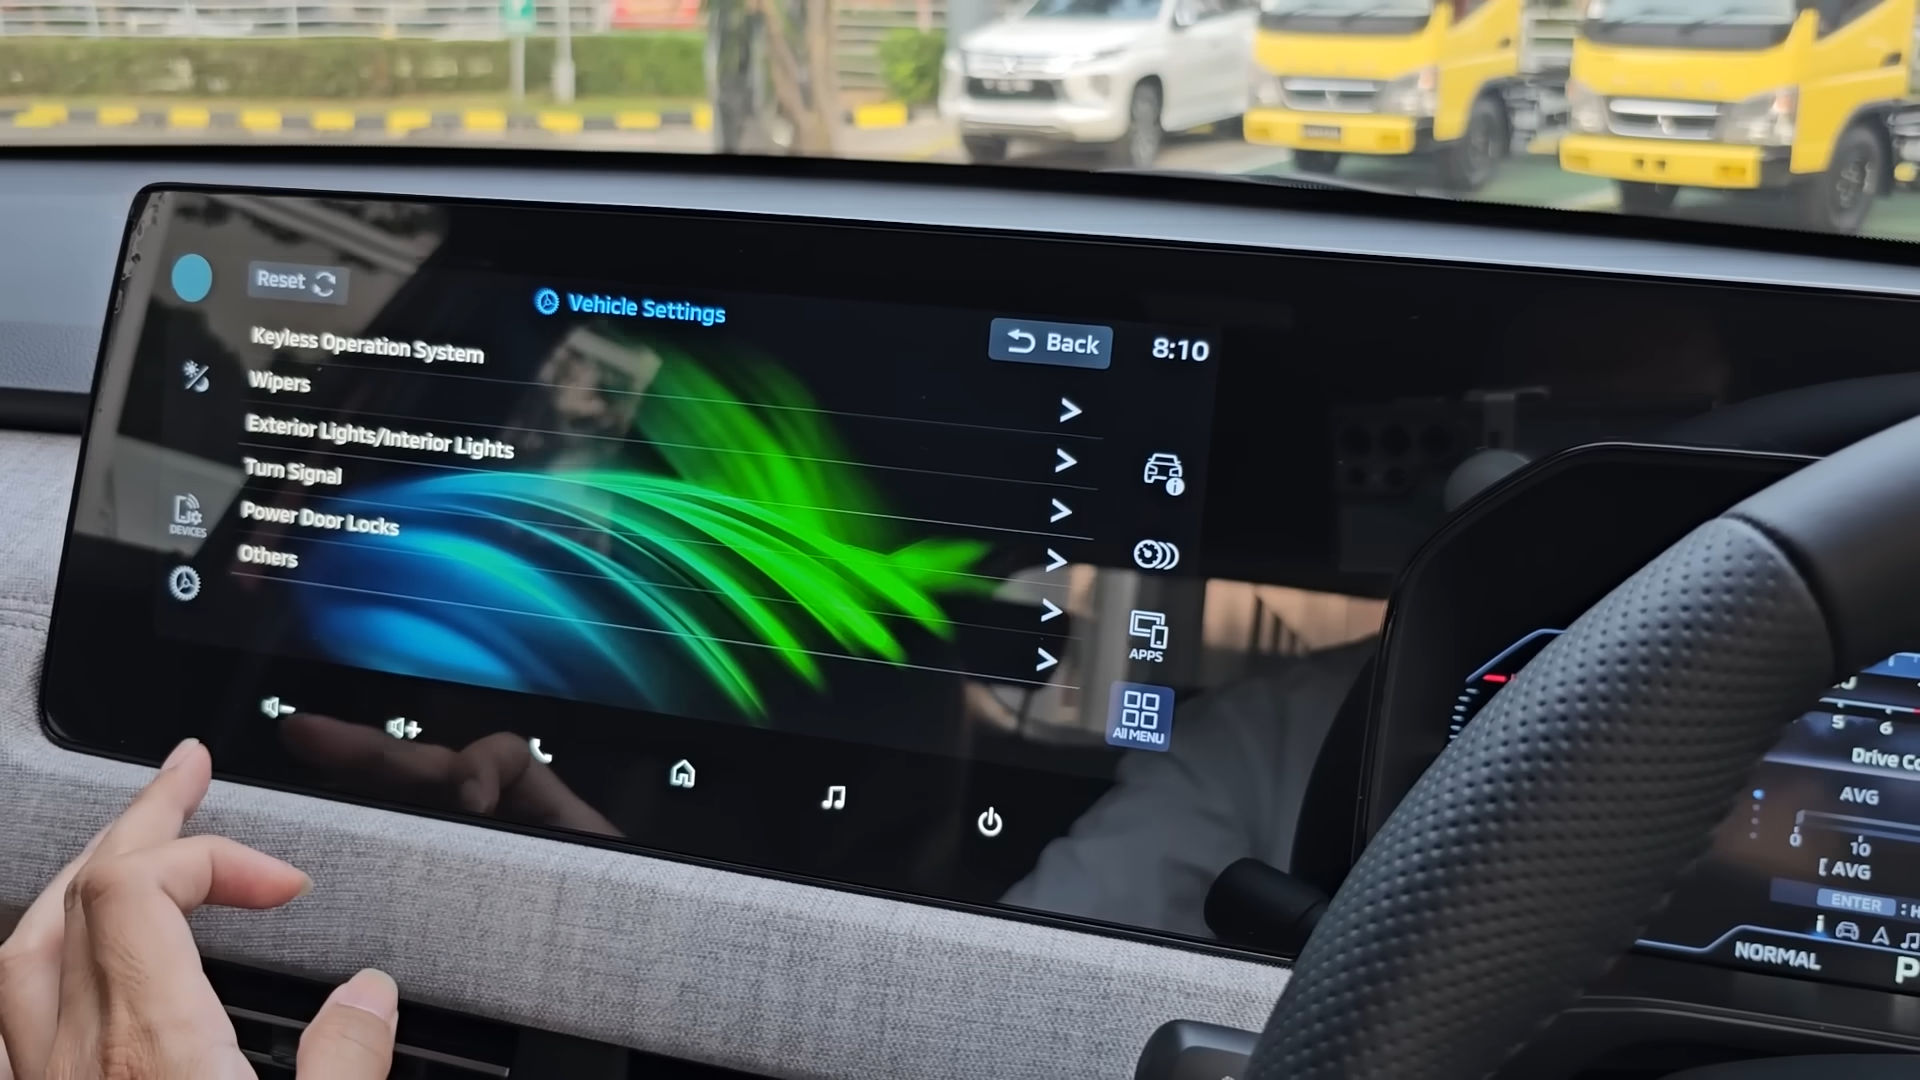 Reset
Vehicle Settings
Back
8:10
Keyless Operation System
Wipers
Exterior Lights/Interior Lights
Turn Signal
Power Door Locks
Others
DEVICES
APPS
All MENU
5 6
Drive Co
AVG
0 10
[ AVG
ENTER : H
NORMAL
P